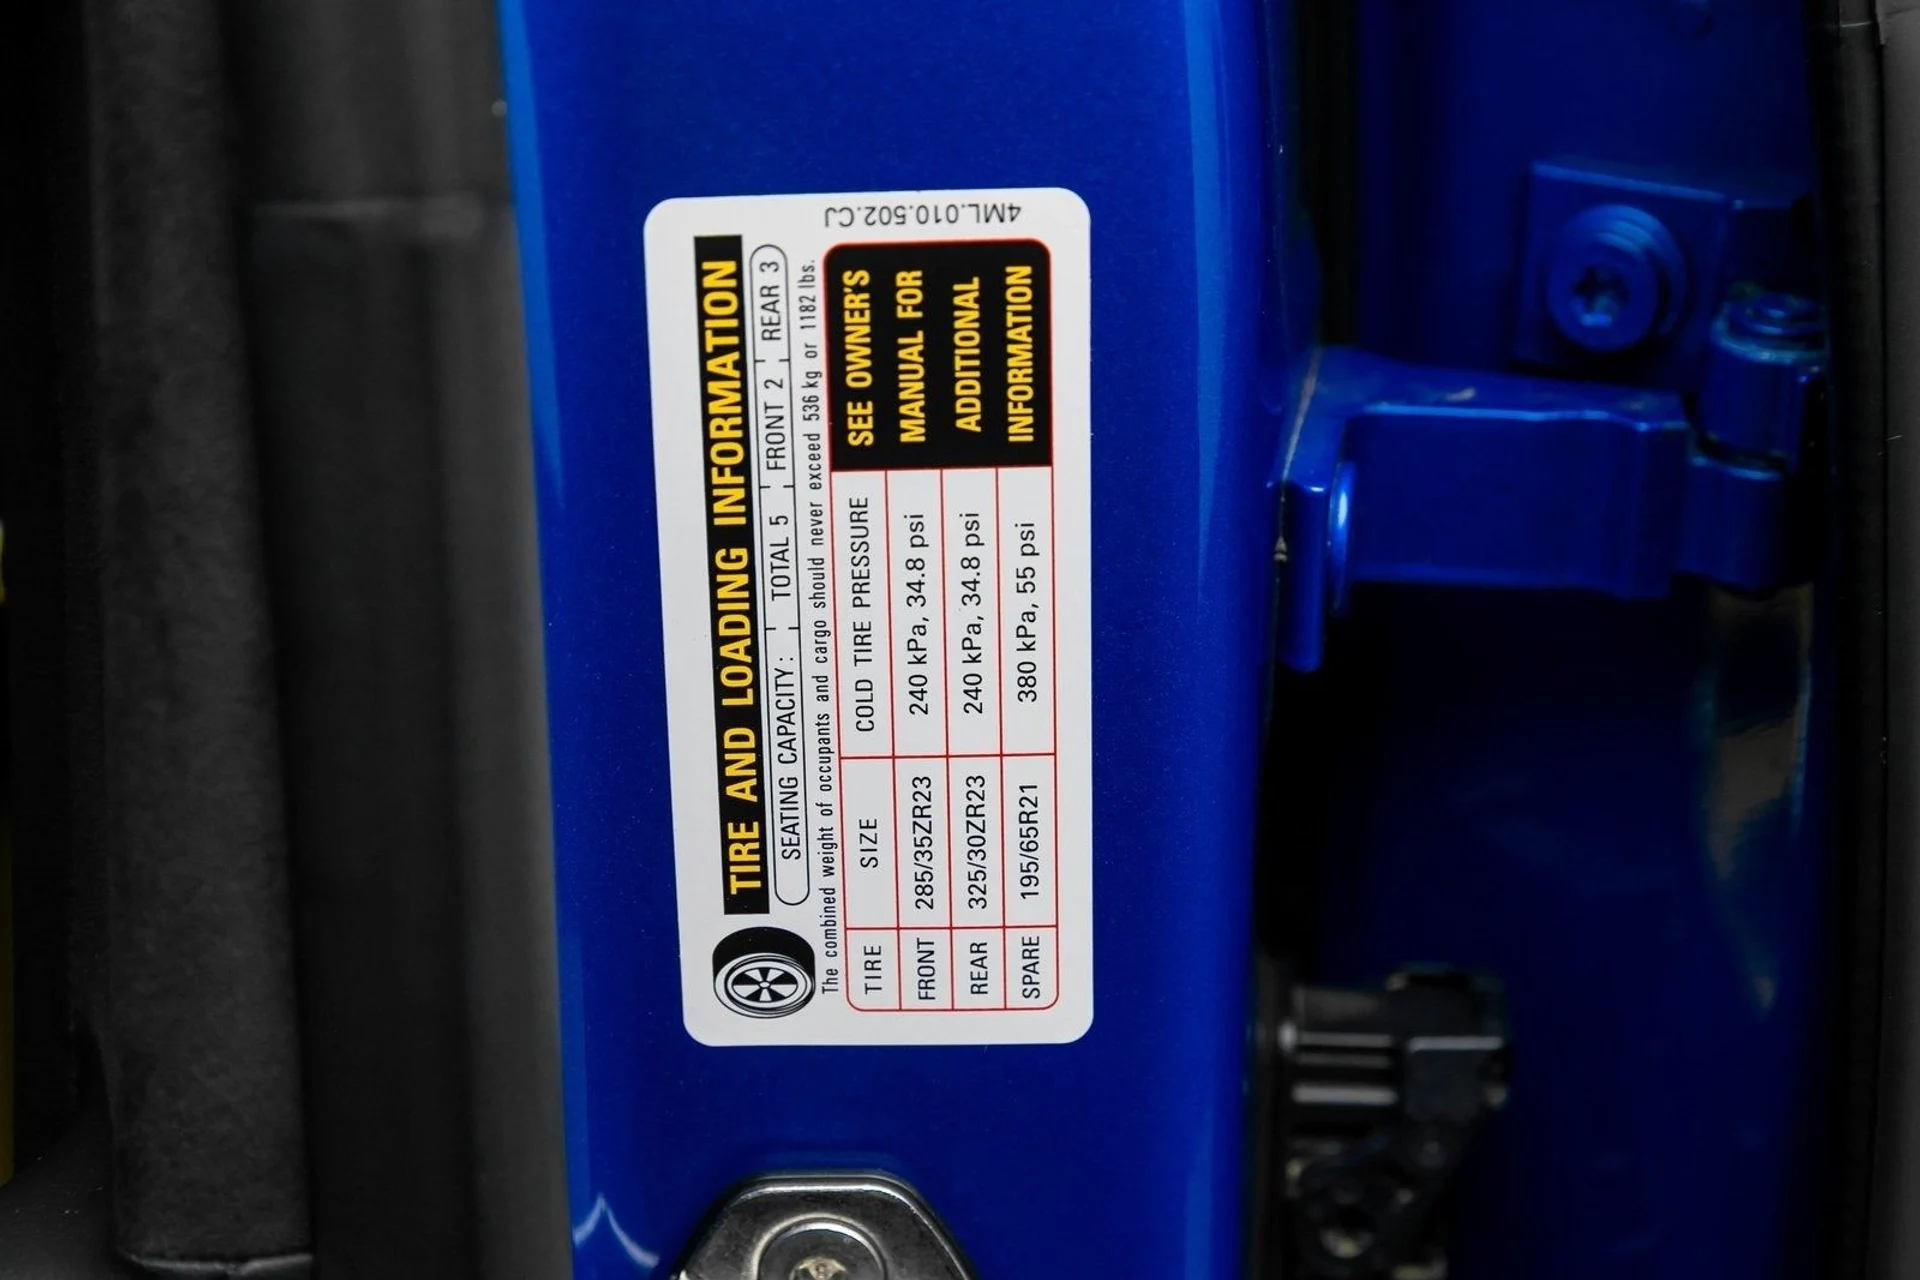 TIRE AND LOADING INFORMATION
SEATING CAPACITY: TOTAL 5 FRONT 2 REAR 3
The combined weight of occupants and cargo should never exceed 536 kg or 1182 lbs.
TIRE SIZE COLD TIRE PRESSURE
FRONT 285/35ZR23 240 kPa, 34.8 psi
REAR 325/30ZR23 240 kPa, 34.8 psi
SPARE 195/65R21 380 kPa, 55 psi
SEE OWNER'S
MANUAL FOR
ADDITIONAL
INFORMATION
4ML.010.502.CJ